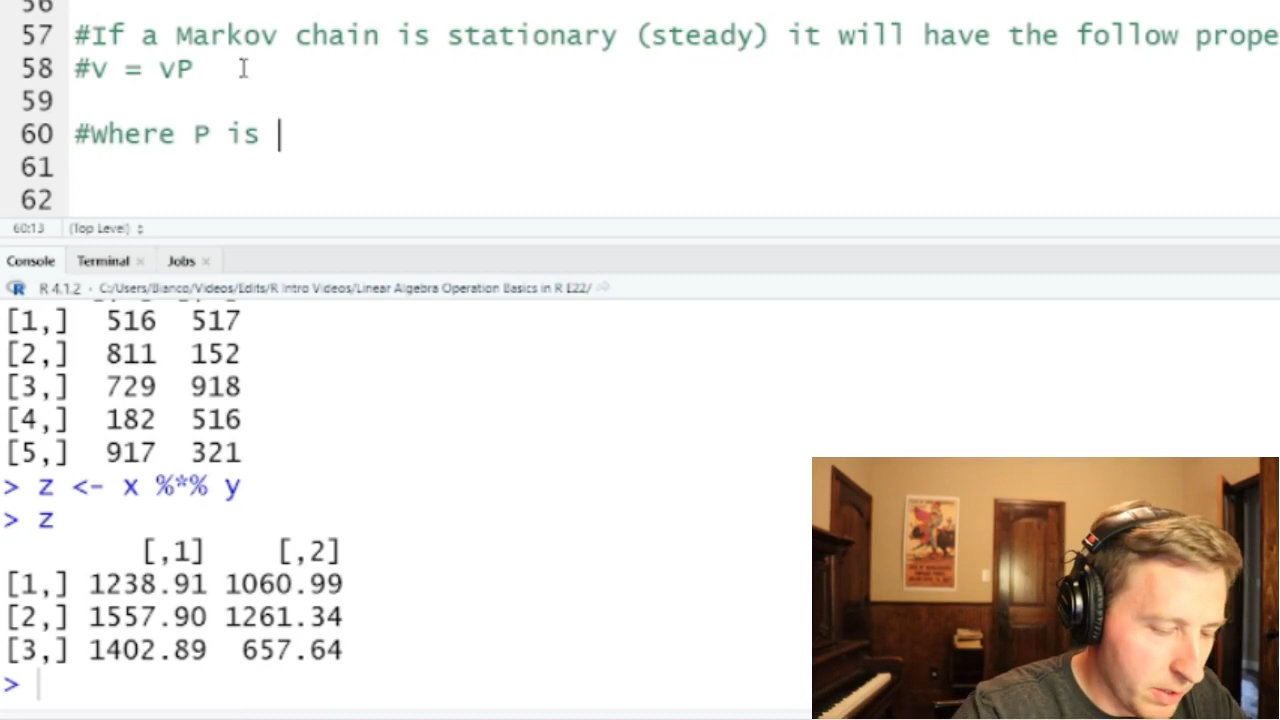 56
57 #If a Markov chain is stationary (steady) it will have the follow prope
58 #v = vP
59
60 #Where P is
61
62
60:13 (Top Level)
Console Terminal Jobs
R 4.1.2 · C:/Users/Bianco/Videos/Edits/R Intro Videos/Linear Algebra Operation Basics in R E22/
[1,] 516 517
[2,] 811 152
[3,] 729 918
[4,] 182 516
[5,] 917 321
> z <- x %*% y
> z
[,1] [,2]
[1,] 1238.91 1060.99
[2,] 1557.90 1261.34
[3,] 1402.89 657.64
>